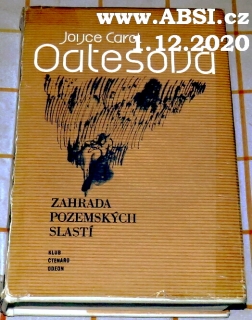 www.ABSI.cz
Joyce Carol
1.12.2020
Oatesová
ZAHRADA
POZEMSKÝCH
SLASTÍ
KLUB
ČTENÁŘŮ
ODEON